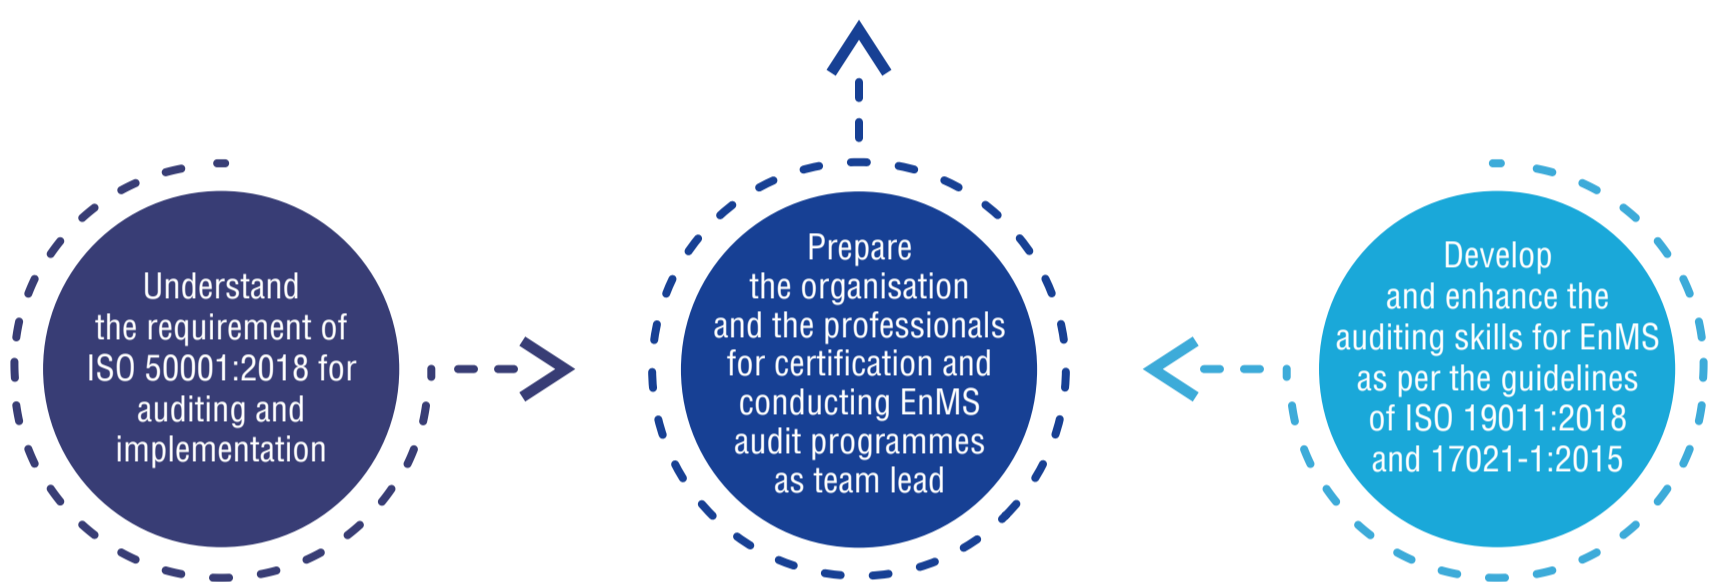 Understand
the requirement of
ISO 50001:2018 for
auditing and
implementation
Prepare
the organisation
and the professionals
for certification and
conducting EnMS
audit programmes
as team lead
Develop
and enhance the
auditing skills for EnMS
as per the guidelines
of ISO 19011:2018
and 17021-1:2015